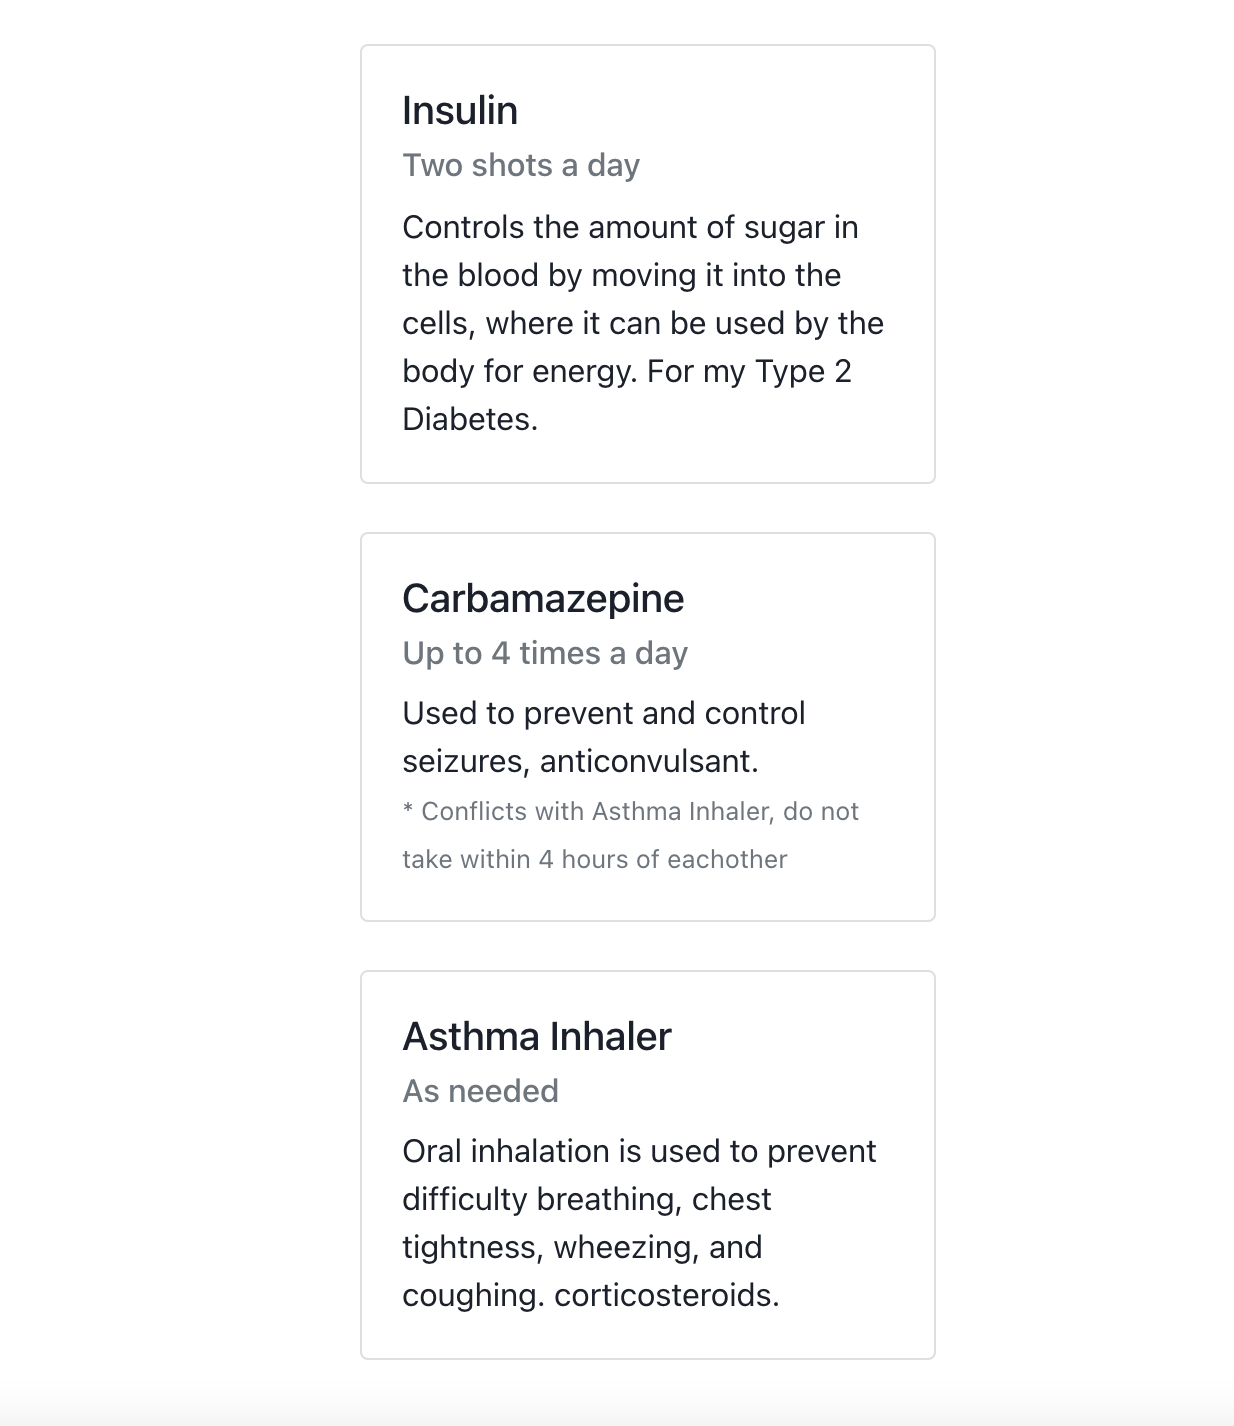 Insulin
Two shots a day
Controls the amount of sugar in
the blood by moving it into the
cells, where it can be used by the
body for energy. For my Type 2
Diabetes.
Carbamazepine
Up to 4 times a day
Used to prevent and control
seizures, anticonvulsant.
* Conflicts with Asthma Inhaler, do not
take within 4 hours of eachother
Asthma Inhaler
As needed
Oral inhalation is used to prevent
difficulty breathing, chest
tightness, wheezing, and
coughing. corticosteroids.